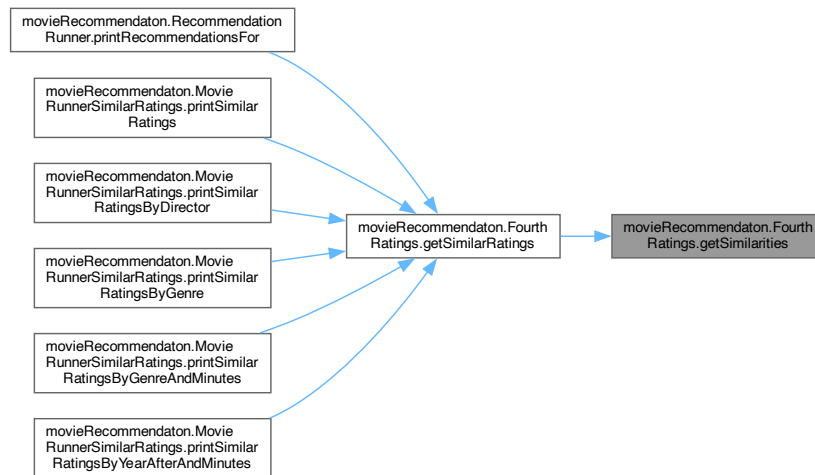 movieRecommendaton.Recommendation
Runner.printRecommendationsFor
movieRecommendaton.Movie
RunnerSimilarRatings.printSimilar
Ratings
movieRecommendaton.Movie
RunnerSimilarRatings.printSimilar
RatingsByDirector
movieRecommendaton.Movie
RunnerSimilarRatings.printSimilar
RatingsByGenre
movieRecommendaton.Movie
RunnerSimilarRatings.printSimilar
RatingsByGenreAndMinutes
movieRecommendaton.Movie
RunnerSimilarRatings.printSimilar
RatingsByYearAfterAndMinutes
movieRecommendaton.Fourth
Ratings.getSimilarRatings
movieRecommendaton.Fourth
Ratings.getSimilarities